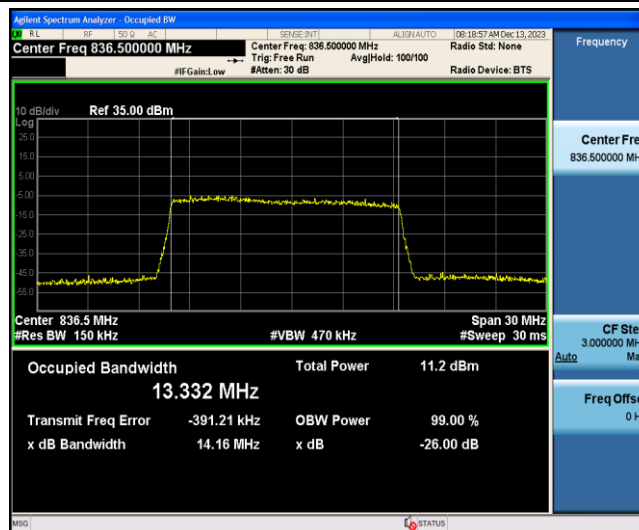 Agilent Spectrum Analyzer - Occupied BW
RL RF 50 Ω AC SENSE:INT ALIGN AUTO 08:18:57 AM Dec 13, 2023
Center Freq 836.500000 MHz
Center Freq: 836.500000 MHz Radio Std: None
Trig: Free Run Avg|Hold: 100/100
#IFGain:Low #Atten: 30 dB Radio Device: BTS
Frequency
10 dB/div Ref 35.00 dBm
Log
25.0
15.0
5.00
-5.00
-15.0
-25.0
-35.0
-45.0
-55.0
Center Fre
836.500000 MH
Center 836.5 MHz Span 30 MHz
#Res BW 150 kHz #VBW 470 kHz #Sweep 30 ms
CF Ste
3.000000 MH
Auto Ma
Occupied Bandwidth Total Power 11.2 dBm
13.332 MHz
Transmit Freq Error -391.21 kHz OBW Power 99.00 %
x dB Bandwidth 14.16 MHz x dB -26.00 dB
Freq Offse
0 H
MSG STATUS